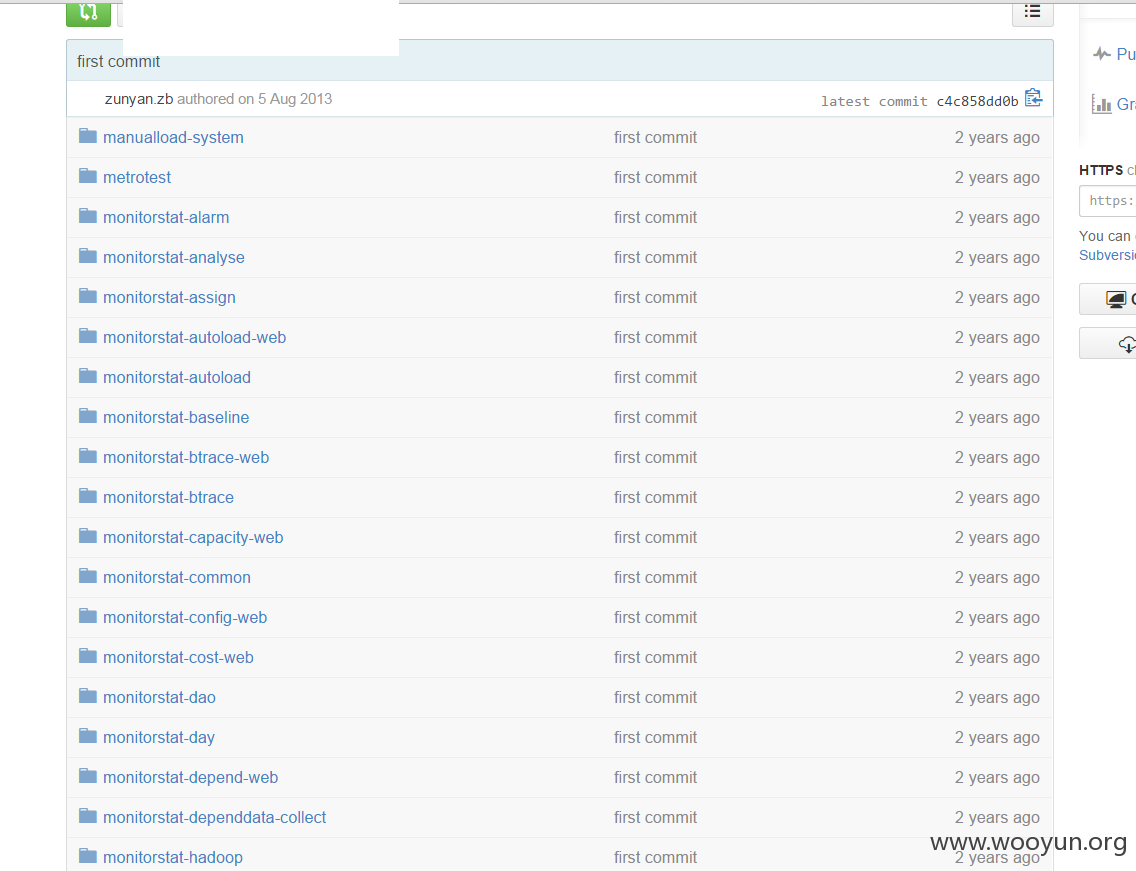 first commit
zunyan.zb authored on 5 Aug 2013 latest commit c4c858dd0b
manualload-system first commit 2 years ago
metrotest first commit 2 years ago
monitorstat-alarm first commit 2 years ago
monitorstat-analyse first commit 2 years ago
monitorstat-assign first commit 2 years ago
monitorstat-autoload-web first commit 2 years ago
monitorstat-autoload first commit 2 years ago
monitorstat-baseline first commit 2 years ago
monitorstat-btrace-web first commit 2 years ago
monitorstat-btrace first commit 2 years ago
monitorstat-capacity-web first commit 2 years ago
monitorstat-common first commit 2 years ago
monitorstat-config-web first commit 2 years ago
monitorstat-cost-web first commit 2 years ago
monitorstat-dao first commit 2 years ago
monitorstat-day first commit 2 years ago
monitorstat-depend-web first commit 2 years ago
monitorstat-dependdata-collect first commit 2 years ago
monitorstat-hadoop first commit 2 years ago
Pu
Gra
HTTPS cl
https:
You can
Subversi
www.wooyun.org